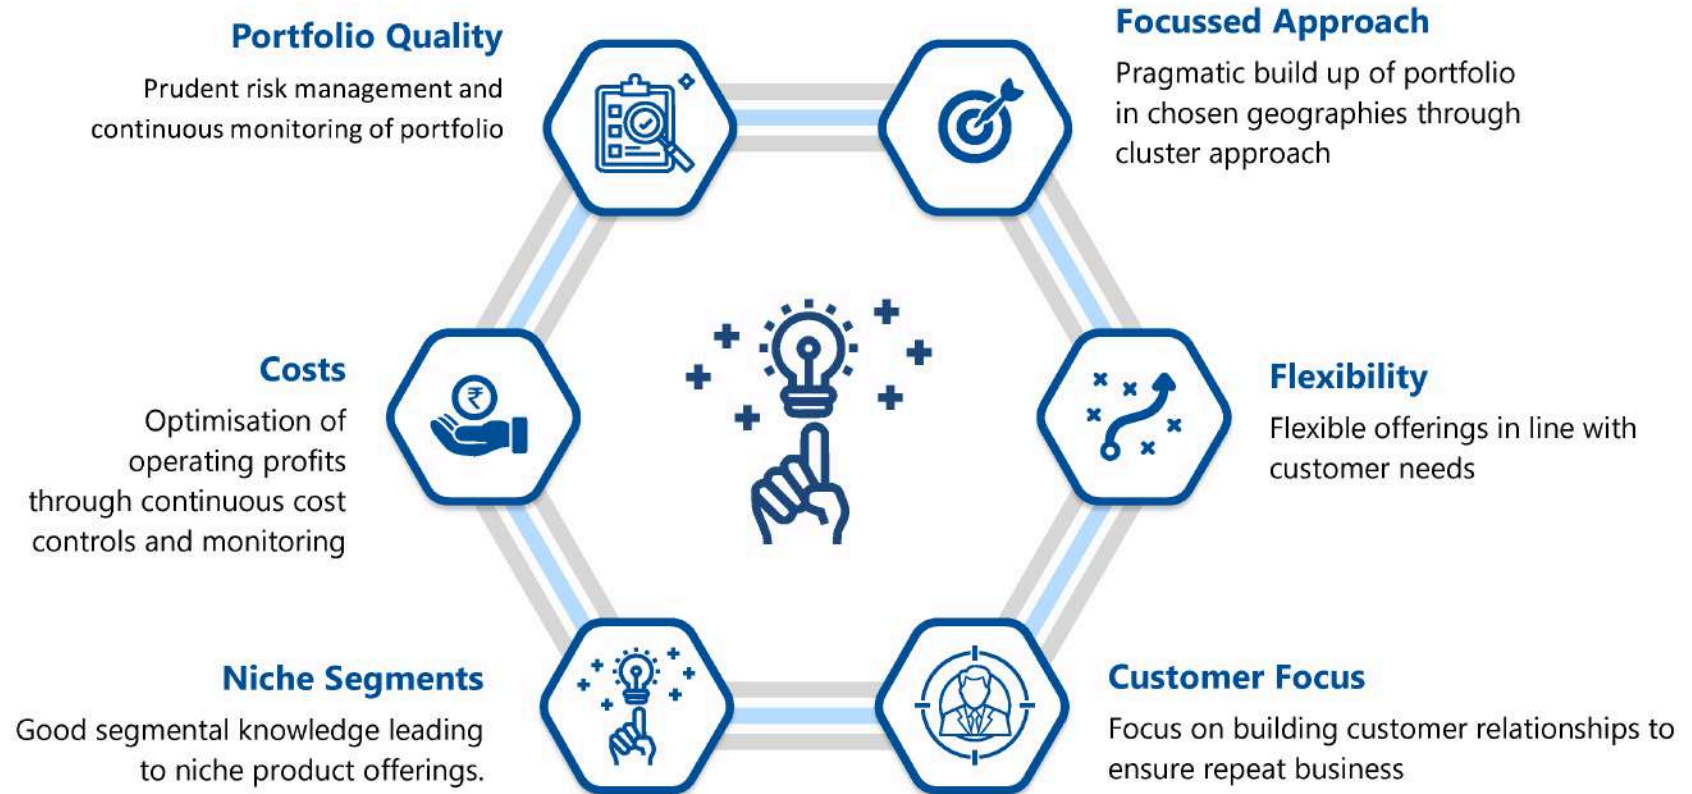 Portfolio Quality
Prudent risk management and
continuous monitoring of portfolio
Focussed Approach
Pragmatic build up of portfolio
in chosen geographies through
cluster approach
Costs
Optimisation of
operating profits
through continuous cost
controls and monitoring
₹
Flexibility
Flexible offerings in line with
customer needs
Niche Segments
Good segmental knowledge leading
to niche product offerings.
Customer Focus
Focus on building customer relationships to
ensure repeat business